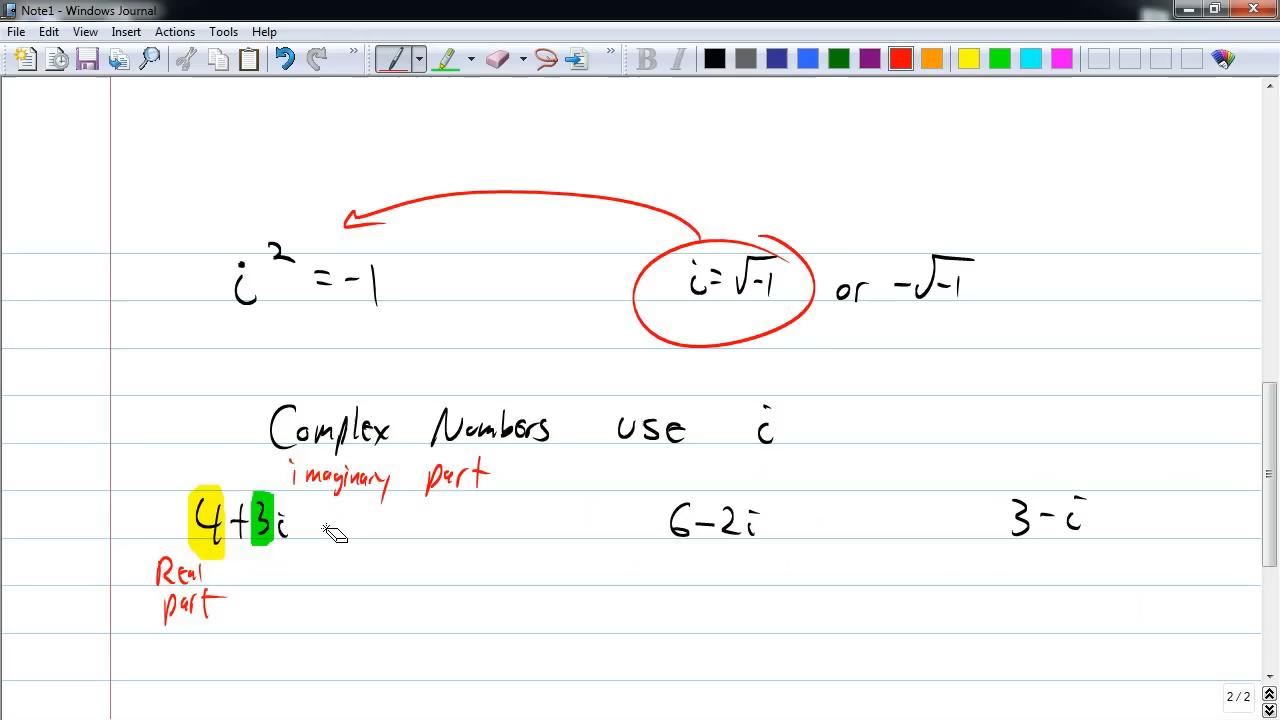 Note1 - Windows Journal
File Edit View Insert Actions Tools Help
i² = -1
i = √-1 or -√-1
Complex Numbers use i
imaginary part
4+3i 6-2i 3-i
Real
part
2 / 2